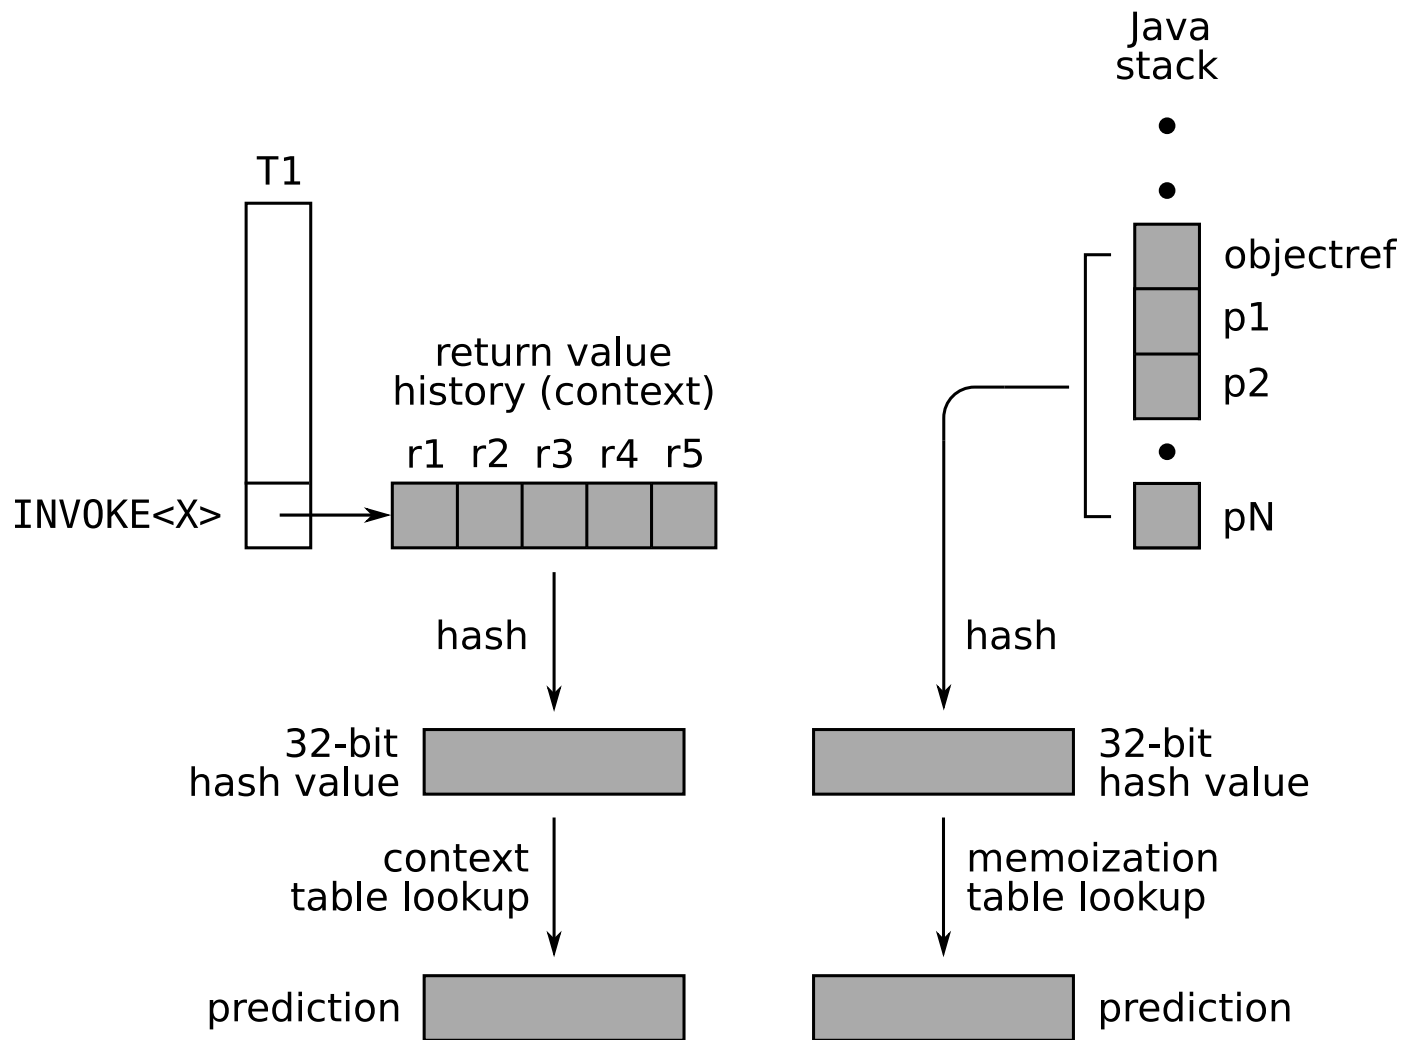 Java
stack
T1
objectref
p1
return value
history (context)
p2
r1 r2 r3 r4 r5
INVOKE<X>
pN
hash
hash
32-bit
hash value
32-bit
hash value
context
table lookup
memoization
table lookup
prediction
prediction